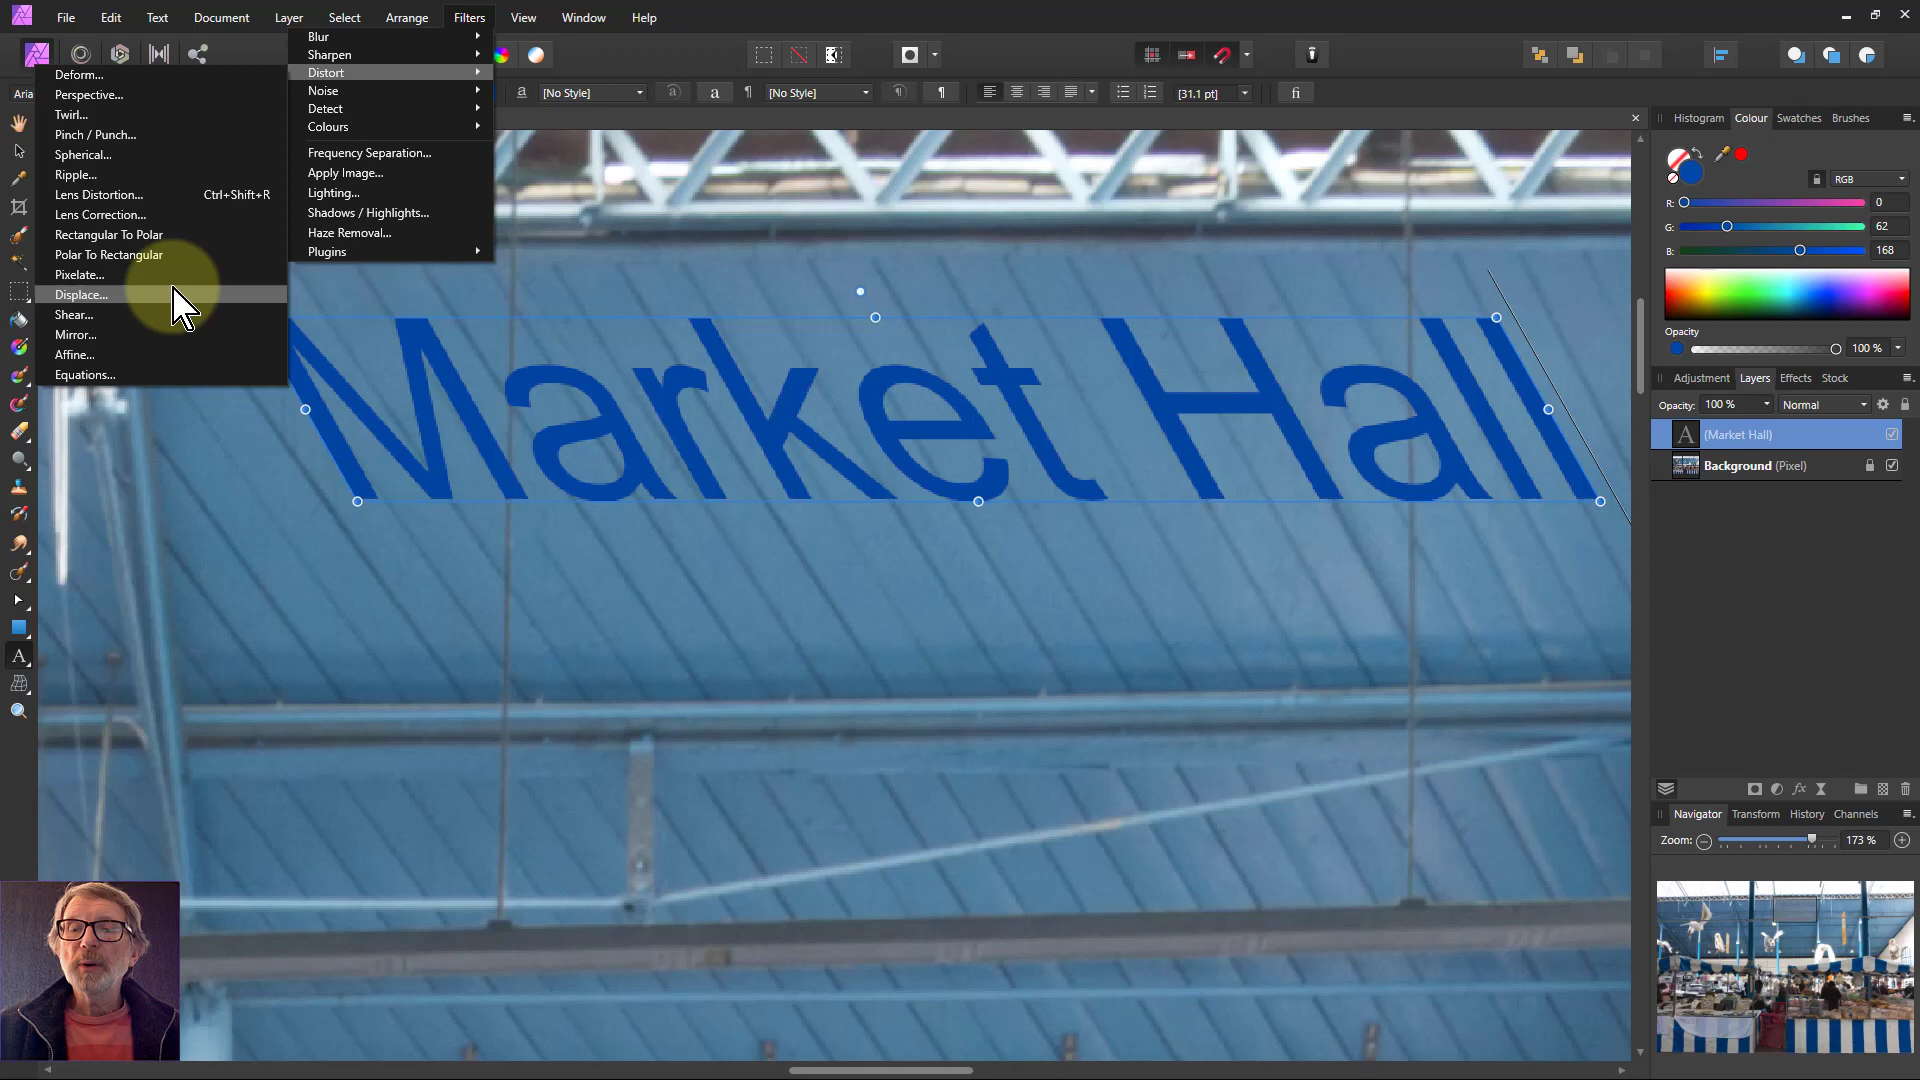 File Edit Text Document Layer Select Arrange Filters View Window Help
Blur
Sharpen
Distort
Noise
Detect
Colours
Frequency Separation...
Apply Image...
Lighting...
Shadows / Highlights...
Haze Removal...
Plugins
Deform...
Perspective...
Twirl...
Pinch / Punch...
Spherical...
Ripple...
Lens Distortion... Ctrl+Shift+R
Lens Correction...
Rectangular To Polar
Polar To Rectangular
Pixelate...
Displace...
Shear...
Mirror...
Affine...
Equations...
Aria
a [No Style] a a ¶ [No Style] ¶ ¶ [31.1 pt] fi
Market Hall
Histogram Colour Swatches Brushes
RGB
R: 0
G: 62
B: 168
Opacity
100 %
Adjustment Layers Effects Stock
Opacity: 100 % Normal
A (Market Hall)
Background (Pixel)
fx
Navigator Transform History Channels
Zoom: 173 %